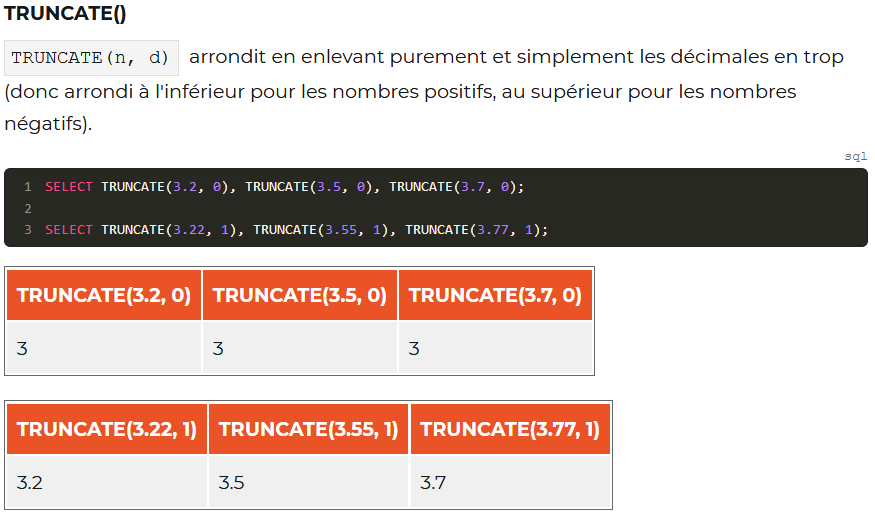 TRUNCATE()
TRUNCATE(n, d) arrondit en enlevant purement et simplement les décimales en trop
(donc arrondi à l'inférieur pour les nombres positifs, au supérieur pour les nombres
négatifs).
sql
1 SELECT TRUNCATE(3.2, 0), TRUNCATE(3.5, 0), TRUNCATE(3.7, 0);
2
3 SELECT TRUNCATE(3.22, 1), TRUNCATE(3.55, 1), TRUNCATE(3.77, 1);
TRUNCATE(3.2, 0) TRUNCATE(3.5, 0) TRUNCATE(3.7, 0)
3 3 3
TRUNCATE(3.22, 1) TRUNCATE(3.55, 1) TRUNCATE(3.77, 1)
3.2 3.5 3.7